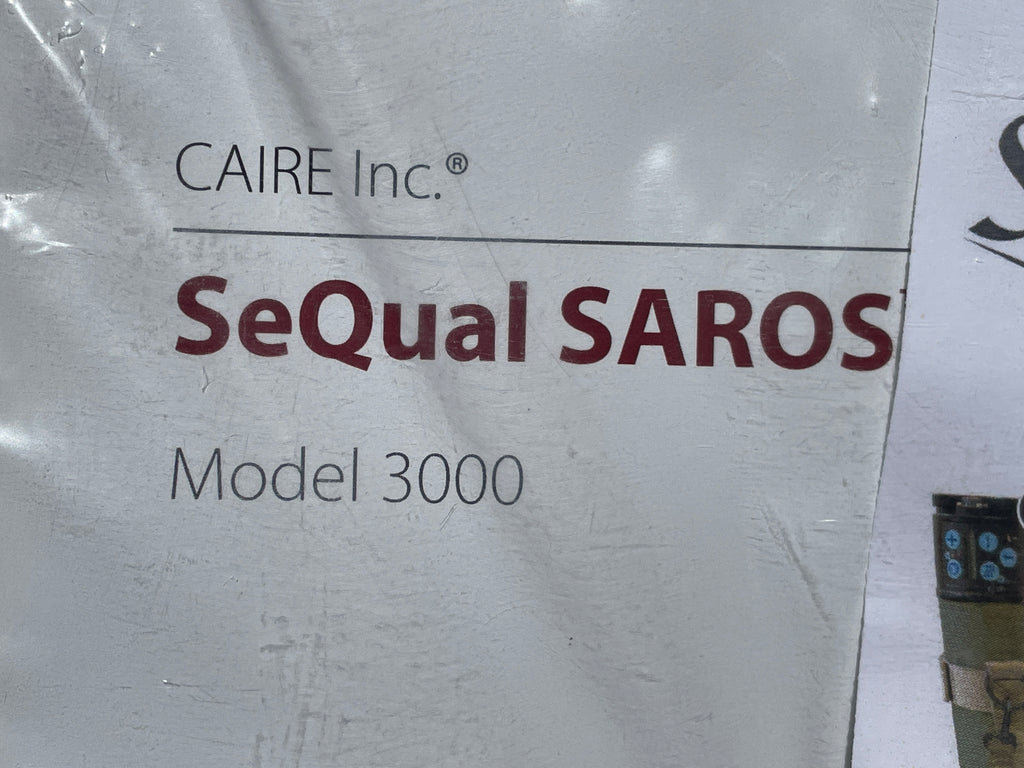 CAIRE Inc.®
SeQual SAROS
Model 3000